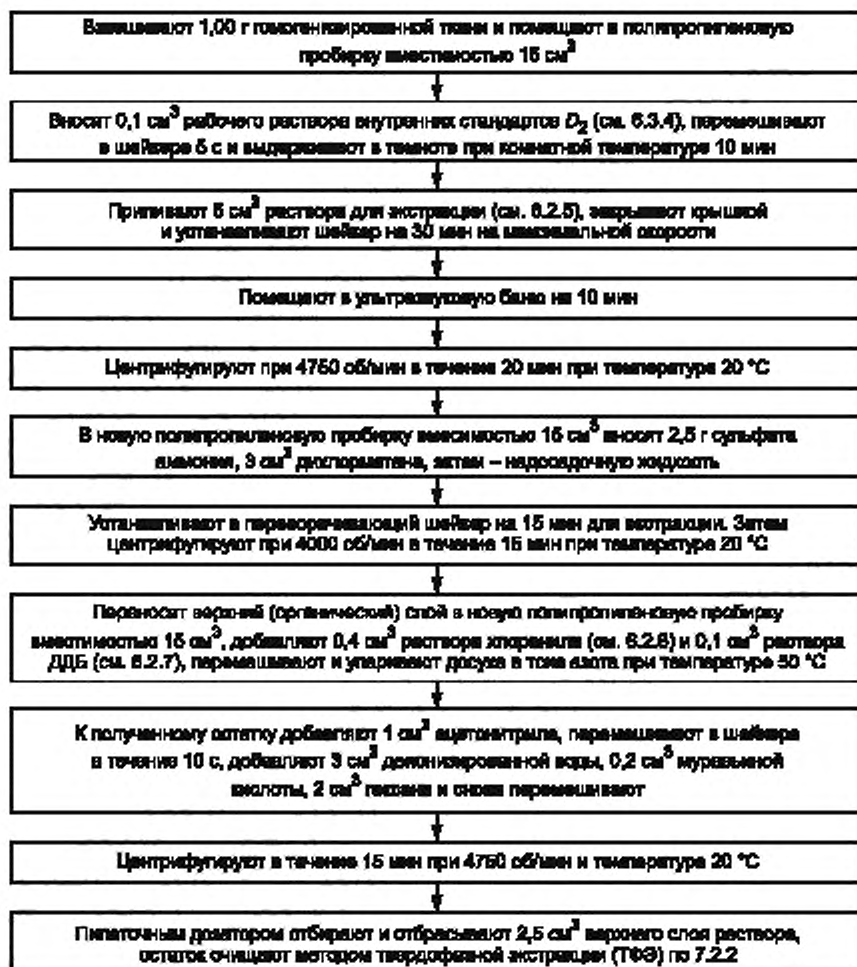 Взвешивают 1,00 г гомогенизированной ткани и помещают в полипропиленовую
пробирку вместимостью 15 см³
Вносят 0,1 см³ рабочего раствора внутренних стандартов D₂ (см. 6.3.4), перемешивают
в шейкере 5 с и выдерживают в темноте при комнатной температуре 10 мин
Приливают 5 см³ раствора для экстракции (см. 6.2.5), закрывают крышкой
и устанавливают шейкер на 30 мин на максимальной скорости
Помещают в ультразвуковую баню на 10 мин
Центрифугируют при 4750 об/мин в течение 20 мин при температуре 20 °С
В новую полипропиленовую пробирку вмисимостью 15 см³ вносят 2,5 г сульфата
аммония, 3 см³ дихлорметана, затем – надосадочную жидкость
Устанавливают в переворачивающий шейкер на 15 мин для экстракции. Затем
центрифугируют при 4000 об/мин в течение 15 мин при температуре 20 °С
Переносят верхний (органический) слой в новую полипропиленовую пробирку
вместимостью 15 см³, добавляют 0,4 см³ раствора хлоранила (см. 6.2.6) и 0,1 см³ раствора
ДДБ (см. 6.2.7), перемешивают и упаривают досуха в токе азота при температуре 50 °С
К полученному остатку добавляют 1 см³ ацетонитрила, перемешивают в шейкере
в течение 10 с, добавляют 3 см³ деионизированной воды, 0,2 см³ муравьиной
кислоты, 2 см³ гексана и снова перемешивают
Центрифугируют в течение 15 мин при 4750 об/мин и температуре 20 °С
Пипеточным дозатором отбирают и отбрасывают 2,5 см³ верхнего слоя раствора,
остаток очищают методом твердофазной экстракции (ТФЭ) по 7.2.2